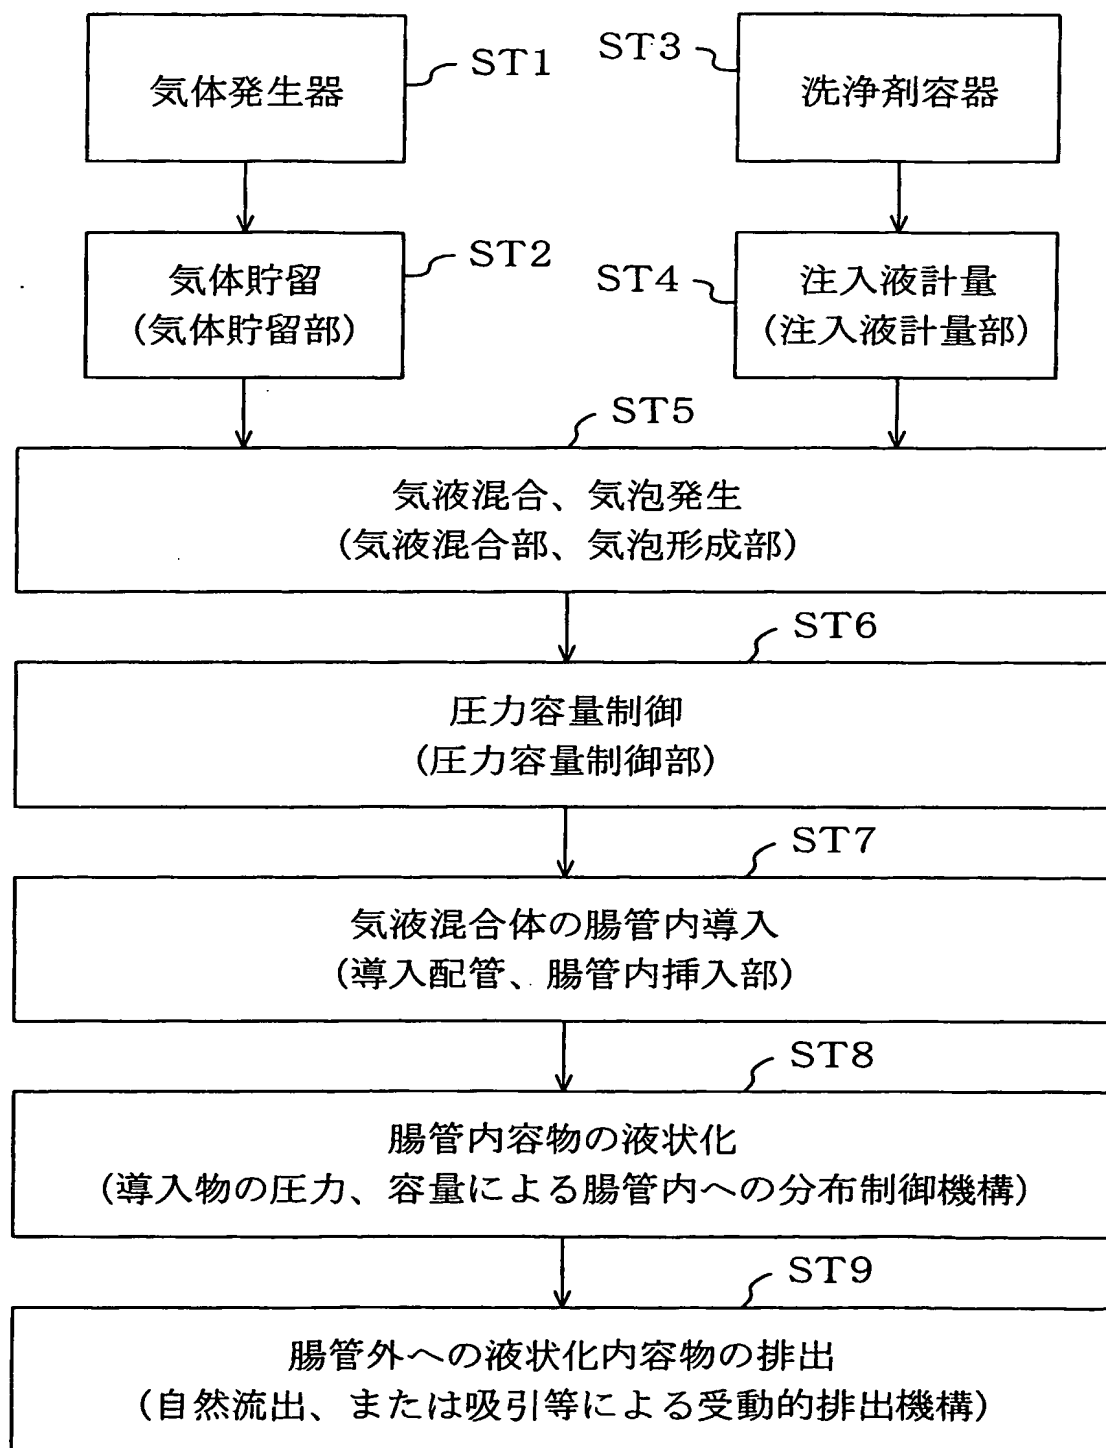 ST1
気体発生器
ST3
洗浄剤容器
ST2
気体貯留
(気体貯留部)
ST4
注入液計量
(注入液計量部)
ST5
気液混合、気泡発生
(気液混合部、気泡形成部)
ST6
圧力容量制御
(圧力容量制御部)
ST7
気液混合体の腸管内導入
(導入配管、腸管内挿入部)
ST8
腸管内容物の液状化
(導入物の圧力、容量による腸管内への分布制御機構)
ST9
腸管外への液状化内容物の排出
(自然流出、または吸引等による受動的排出機構)